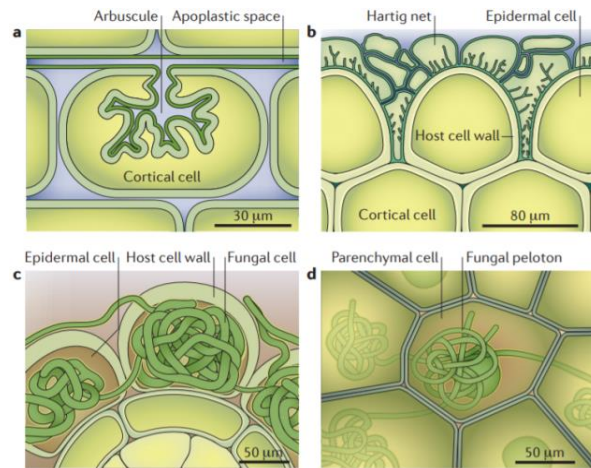 a
Arbuscule
Apoplastic space
Cortical cell
30 µm
b
Hartig net
Epidermal cell
Host cell wall
Cortical cell
80 µm
c
Epidermal cell
Host cell wall
Fungal cell
50 µm
d
Parenchymal cell
Fungal peloton
50 µm